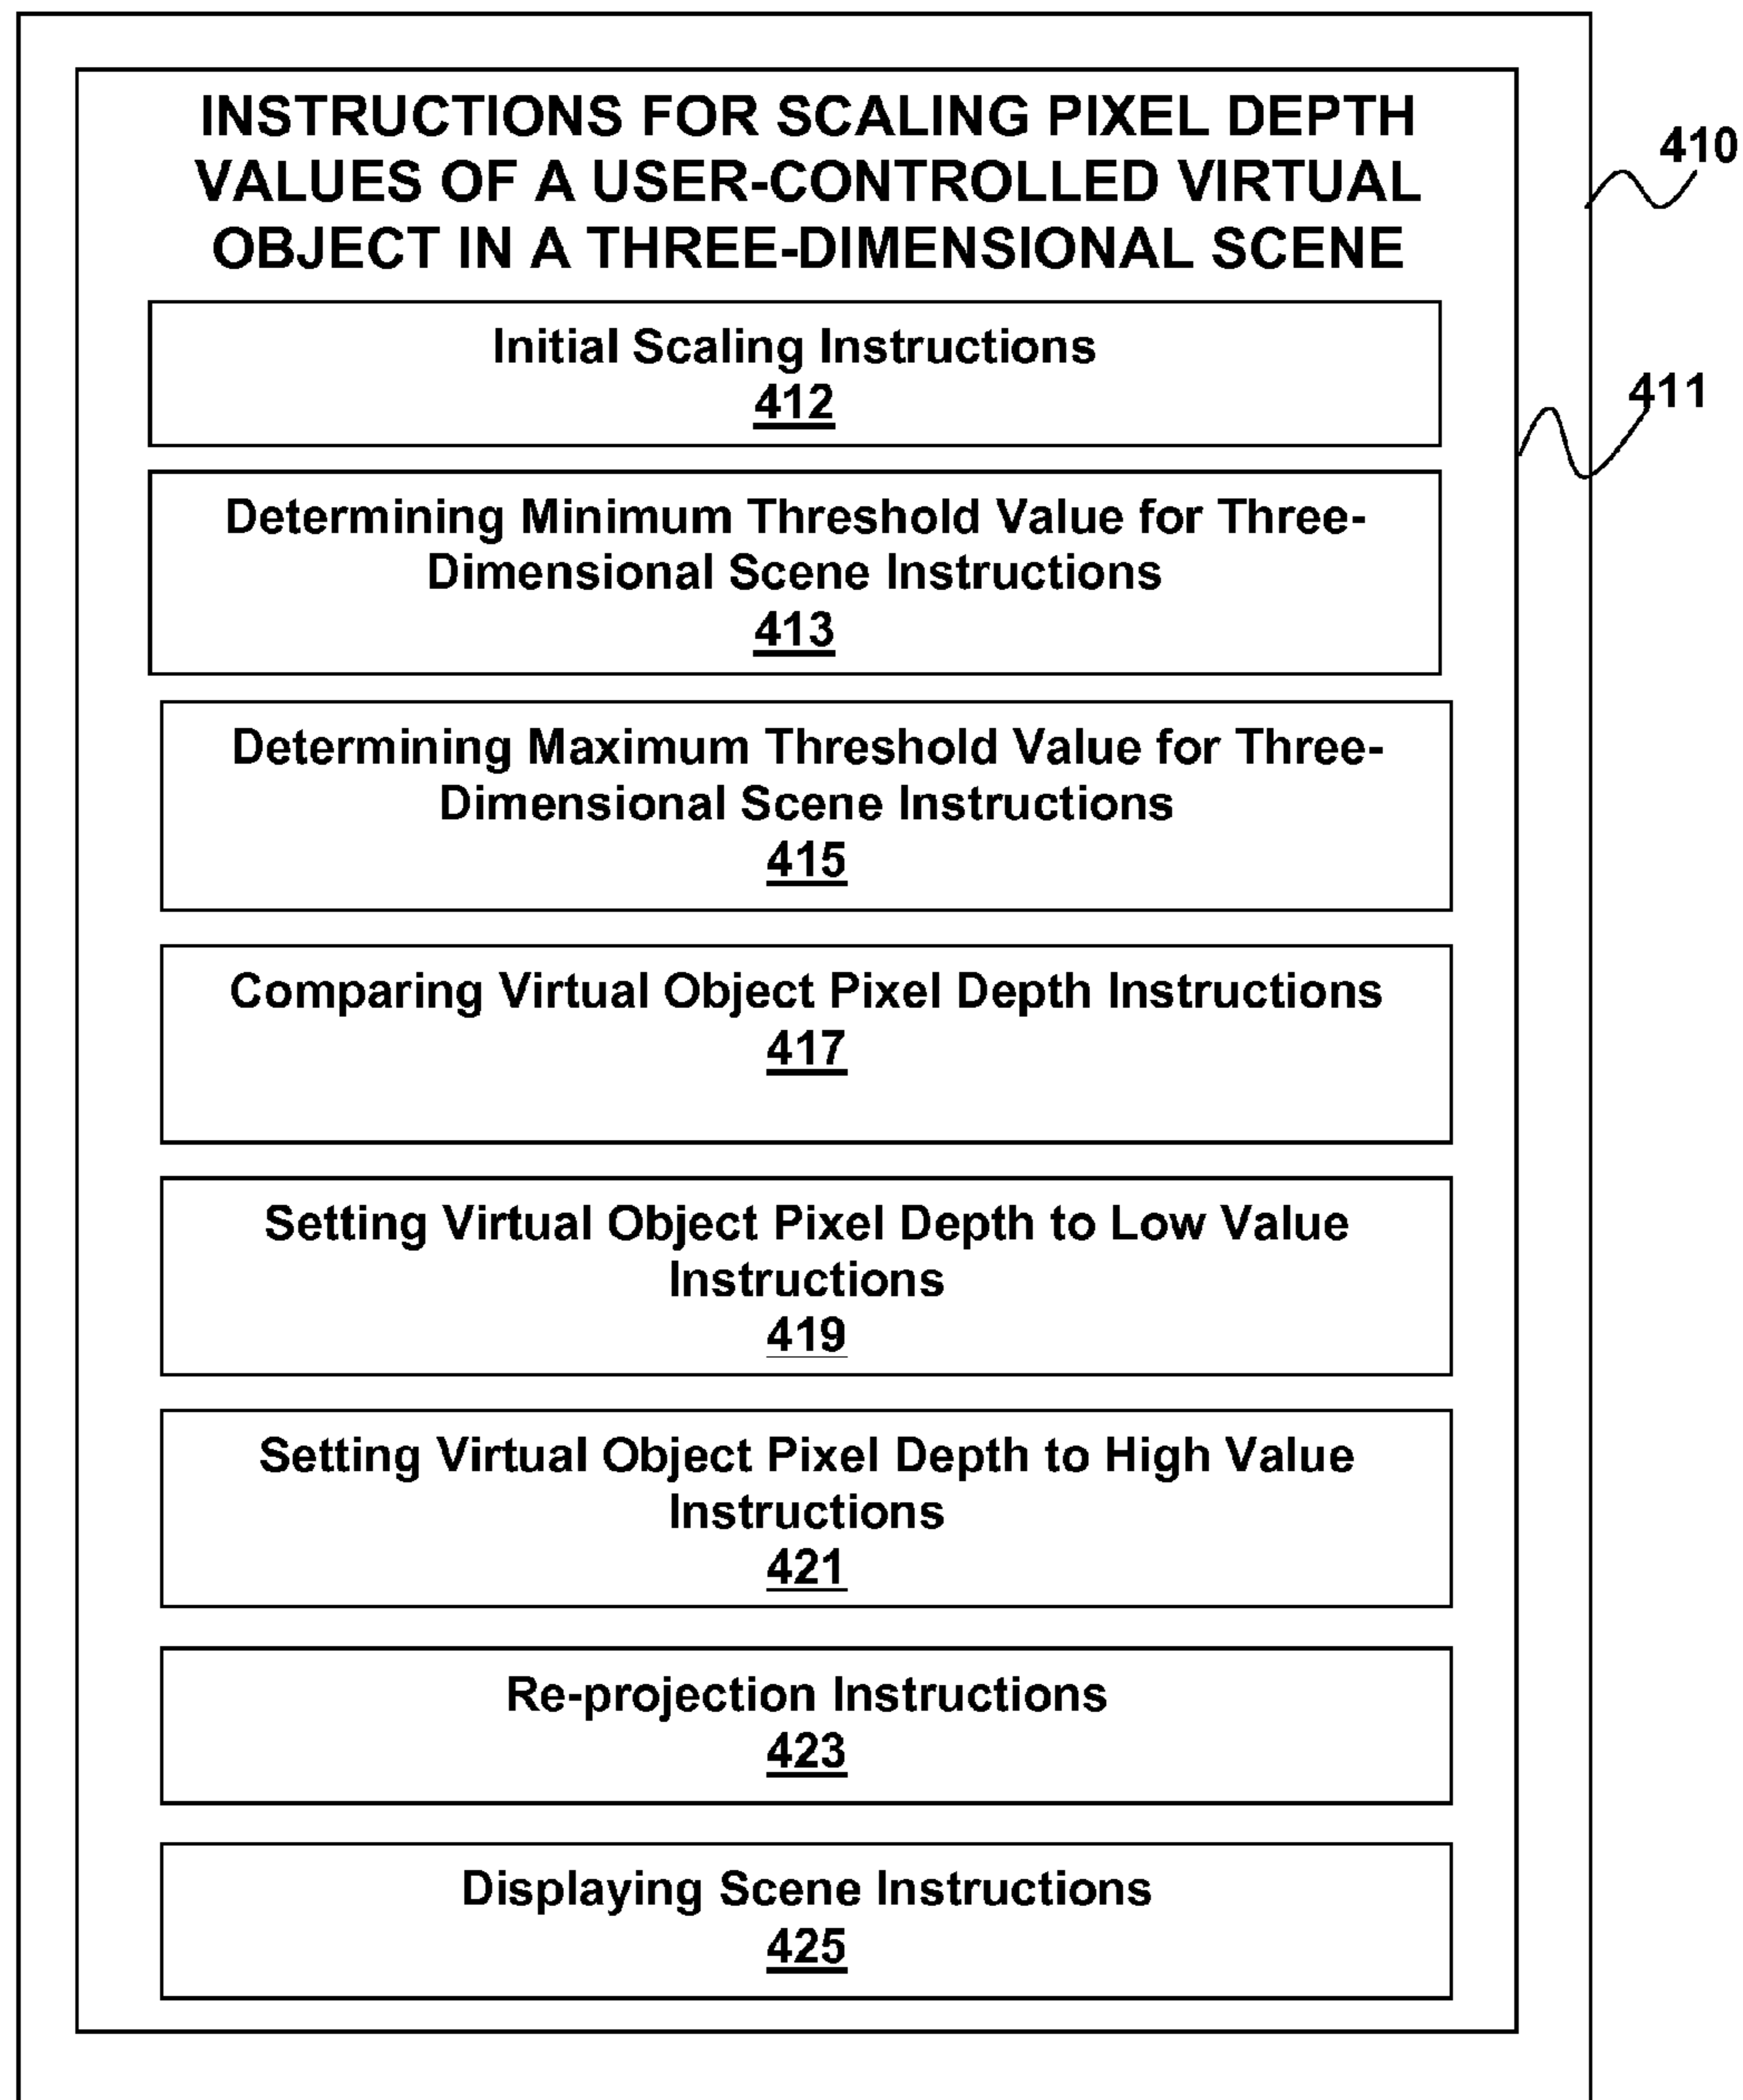 INSTRUCTIONS FOR SCALING PIXEL DEPTH
VALUES OF A USER-CONTROLLED VIRTUAL
OBJECT IN A THREE-DIMENSIONAL SCENE
410
Initial Scaling Instructions
412
411
Determining Minimum Threshold Value for Three-
Dimensional Scene Instructions
413
Determining Maximum Threshold Value for Three-
Dimensional Scene Instructions
415
Comparing Virtual Object Pixel Depth Instructions
417
Setting Virtual Object Pixel Depth to Low Value
Instructions
419
Setting Virtual Object Pixel Depth to High Value
Instructions
421
Re-projection Instructions
423
Displaying Scene Instructions
425